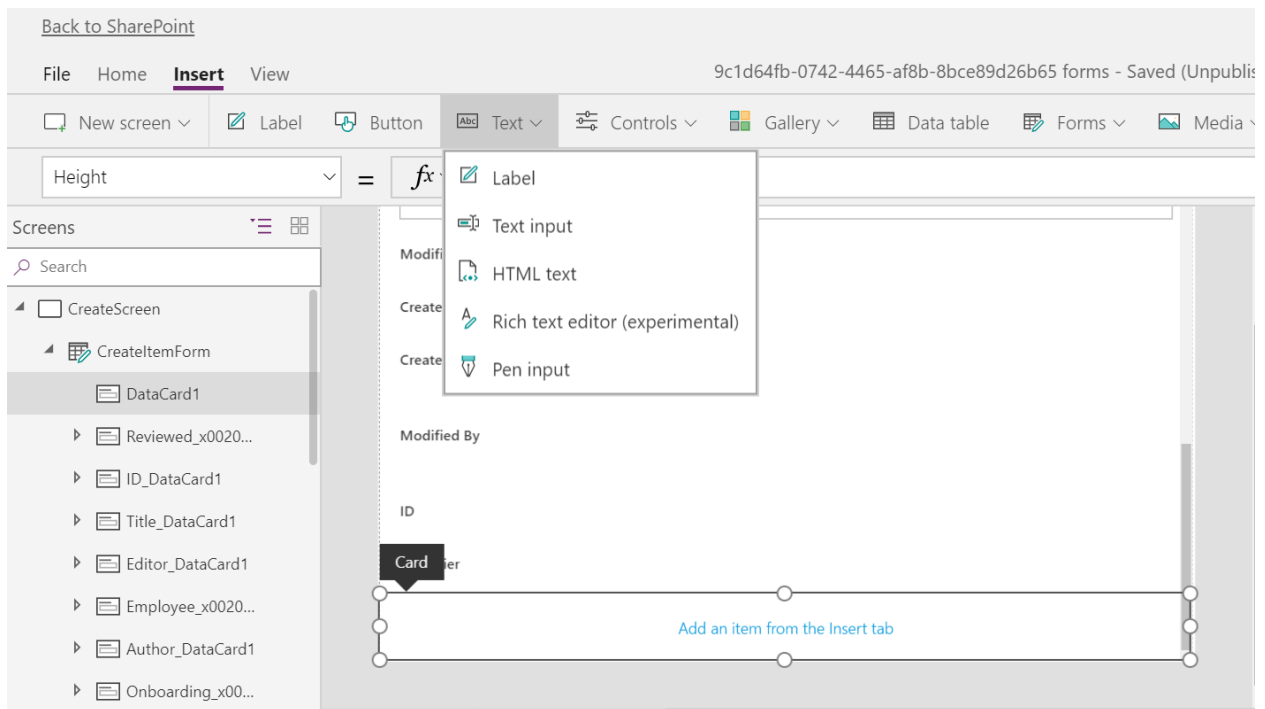 Back to SharePoint
File Home Insert View 9c1d64fb-0742-4465-af8b-8bce89d26b65 forms - Saved (Unpublis
New screen Label Button Abc Text Controls Gallery Data table Forms Media
Height = fx
Label
Text input
HTML text
Rich text editor (experimental)
Pen input
Screens
Search
CreateScreen
CreateItemForm
DataCard1
Reviewed_x0020...
ID_DataCard1
Title_DataCard1
Editor_DataCard1
Employee_x0020...
Author_DataCard1
Onboarding_x00...
Modifi
Create
Create
Modified By
ID
Card ier
Add an item from the Insert tab